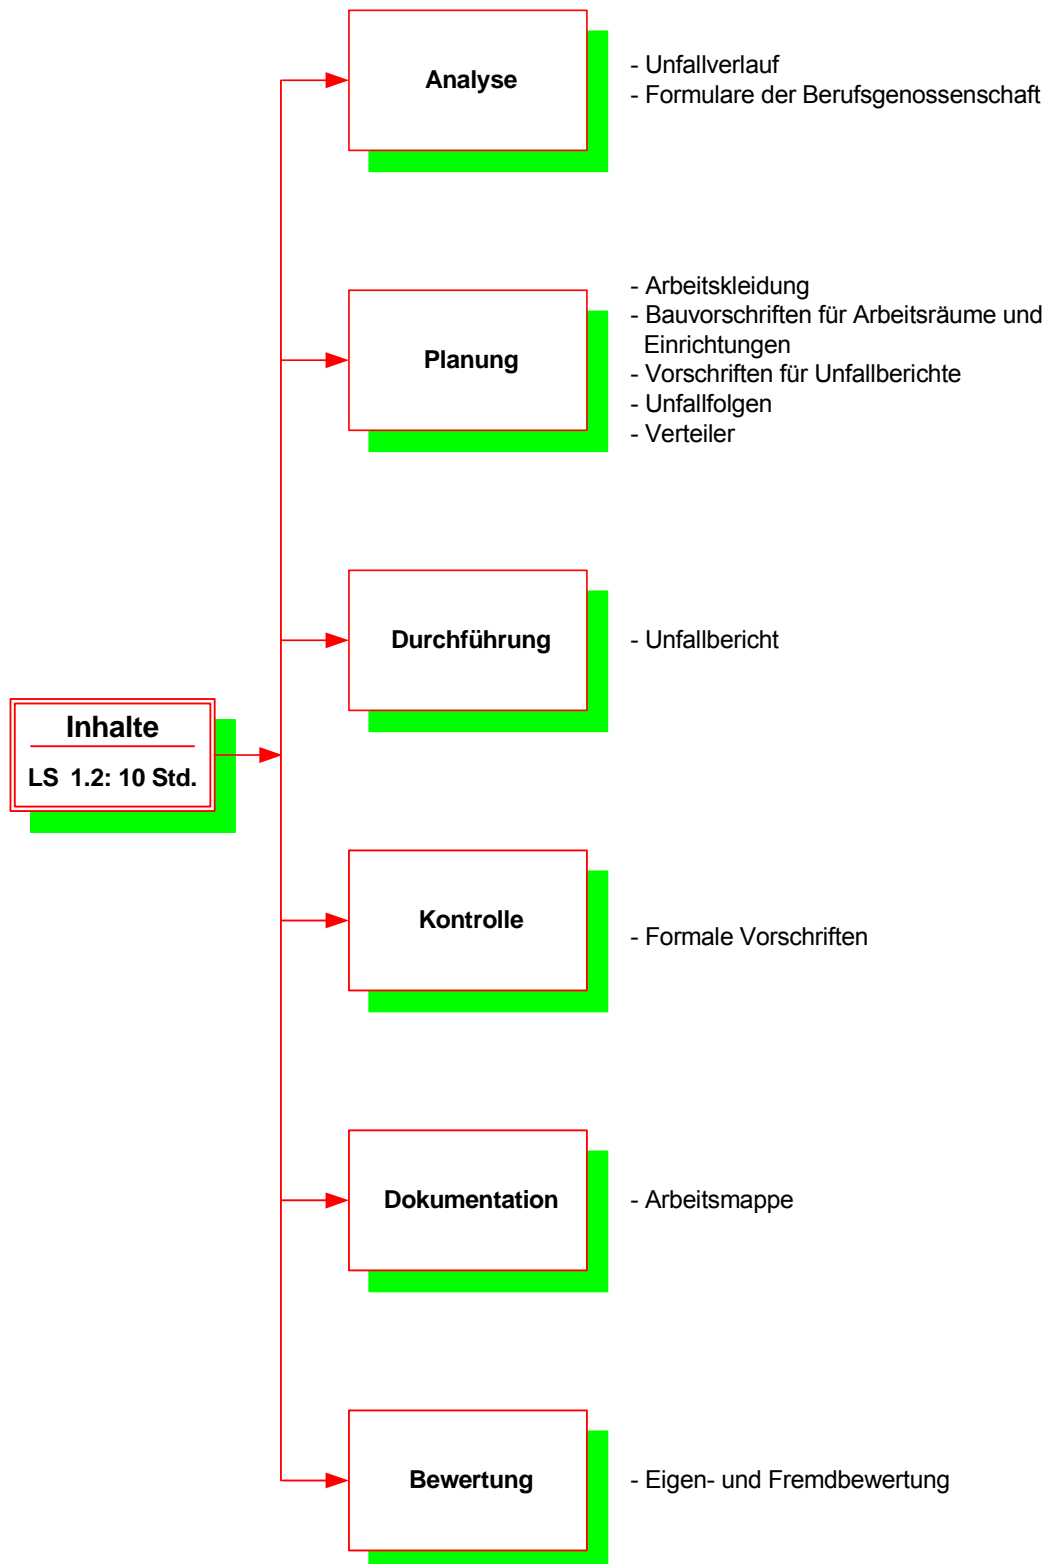 Analyse
- Unfallverlauf
- Formulare der Berufsgenossenschaft
Planung
- Arbeitskleidung
- Bauvorschriften für Arbeitsräume und
Einrichtungen
- Vorschriften für Unfallberichte
- Unfallfolgen
- Verteiler
Durchführung
- Unfallbericht
Inhalte
LS 1.2: 10 Std.
Kontrolle
- Formale Vorschriften
Dokumentation
- Arbeitsmappe
Bewertung
- Eigen- und Fremdbewertung